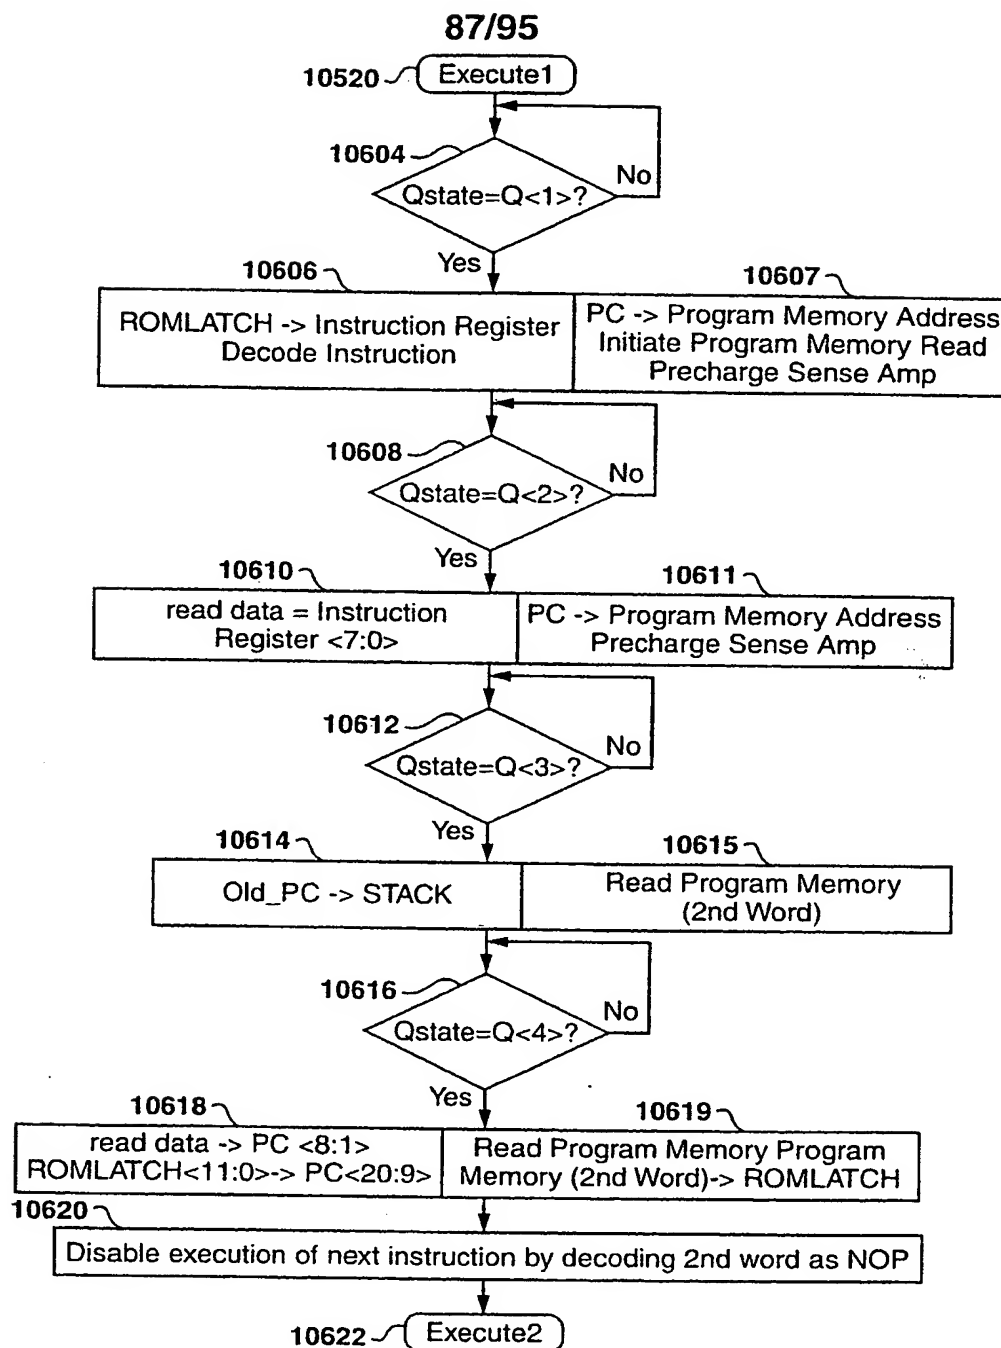 87/95
10520
Execute1
10604
Qstate=Q<1>?
No
Yes
10606
10607
ROMLATCH -> Instruction Register
Decode Instruction
PC -> Program Memory Address
Initiate Program Memory Read
Precharge Sense Amp
10608
Qstate=Q<2>?
No
Yes
10610
10611
read data = Instruction
Register <7:0>
PC -> Program Memory Address
Precharge Sense Amp
10612
Qstate=Q<3>?
No
Yes
10614
10615
Old_PC -> STACK
Read Program Memory
(2nd Word)
10616
Qstate=Q<4>?
No
Yes
10618
10619
read data -> PC <8:1>
ROMLATCH<11:0>-> PC<20:9>
Read Program Memory Program
Memory (2nd Word)-> ROMLATCH
10620
Disable execution of next instruction by decoding 2nd word as NOP
10622
Execute2